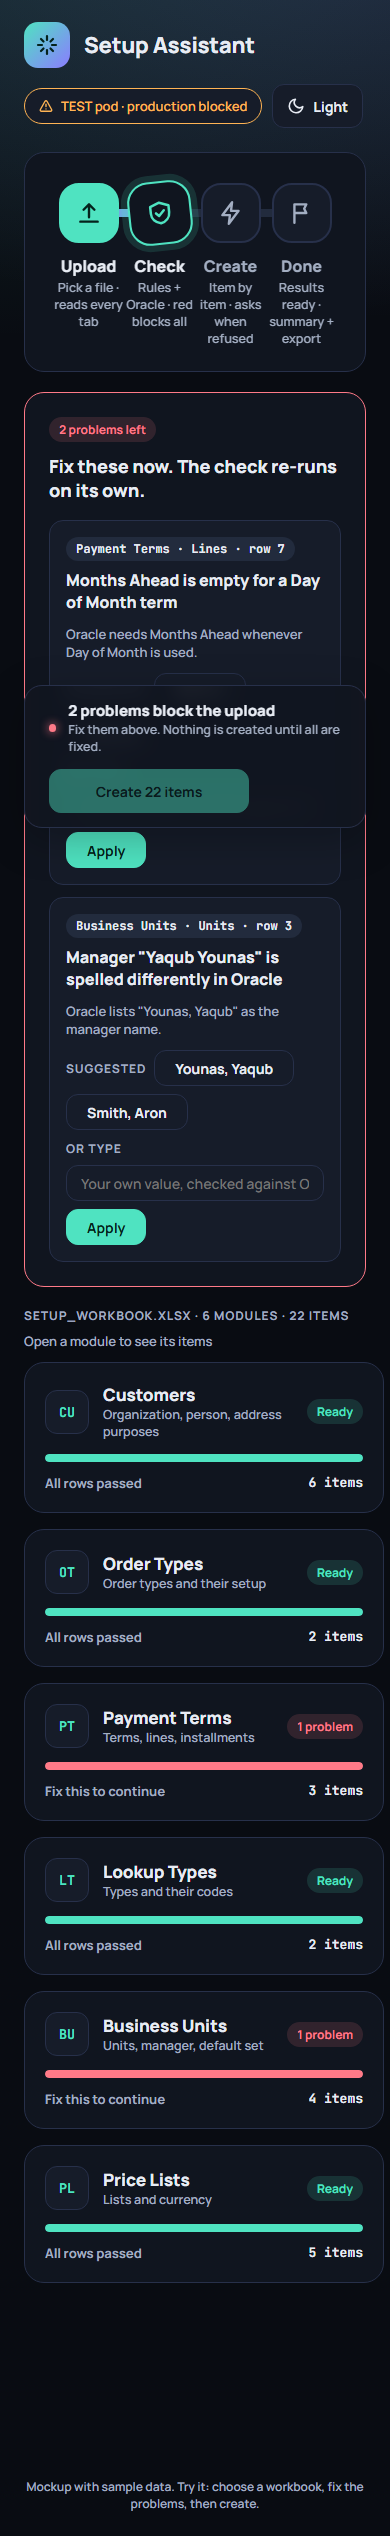 Setup Assistant
TEST pod · production blocked
Light
Upload
Pick a file ·
reads every
tab
Check
Rules +
Oracle · red
blocks all
Create
Item by
item · asks
when
refused
Done
Results
ready ·
summary +
export
2 problems left
Fix these now. The check re-runs
on its own.
Payment Terms · Lines · row 7
Months Ahead is empty for a Day
of Month term
Oracle needs Months Ahead whenever
Day of Month is used.
2 problems block the upload
Fix them above. Nothing is created until all are
fixed.
Create 22 items
Apply
Business Units · Units · row 3
Manager "Yaqub Younas" is
spelled differently in Oracle
Oracle lists "Younas, Yaqub" as the
manager name.
SUGGESTED
Younas, Yaqub
Smith, Aron
OR TYPE
Your own value, checked against O
Apply
SETUP_WORKBOOK.XLSX · 6 MODULES · 22 ITEMS
Open a module to see its items
CU
Customers
Organization, person, address
purposes
Ready
All rows passed
6 items
OT
Order Types
Order types and their setup
Ready
All rows passed
2 items
PT
Payment Terms
Terms, lines, installments
1 problem
Fix this to continue
3 items
LT
Lookup Types
Types and their codes
Ready
All rows passed
2 items
BU
Business Units
Units, manager, default set
1 problem
Fix this to continue
4 items
PL
Price Lists
Lists and currency
Ready
All rows passed
5 items
Mockup with sample data. Try it: choose a workbook, fix the
problems, then create.